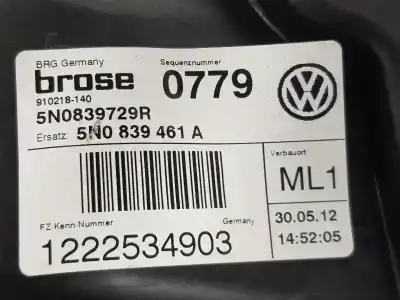 BRG Germany
brose
910218-140
Sequenznummer
0779
5N0839729R
Ersatz: 5N0 839 461 A
Verbauort
ML1
FZ-Kenn-Nummer
Germany
1222534903
30.05.12
14:52:05